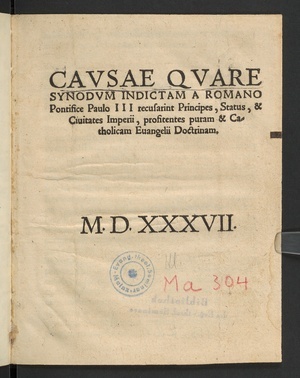 CAVSAE QVARE
SYNODVM INDICTAM A ROMANO
Pontifice Paulo III recusarint Principes, Status, &
Ciuitates Imperii, profitentes puram & Ca-
tholicam Euangelii Doctrinam.
M. D. XXXVII.
Ma 304